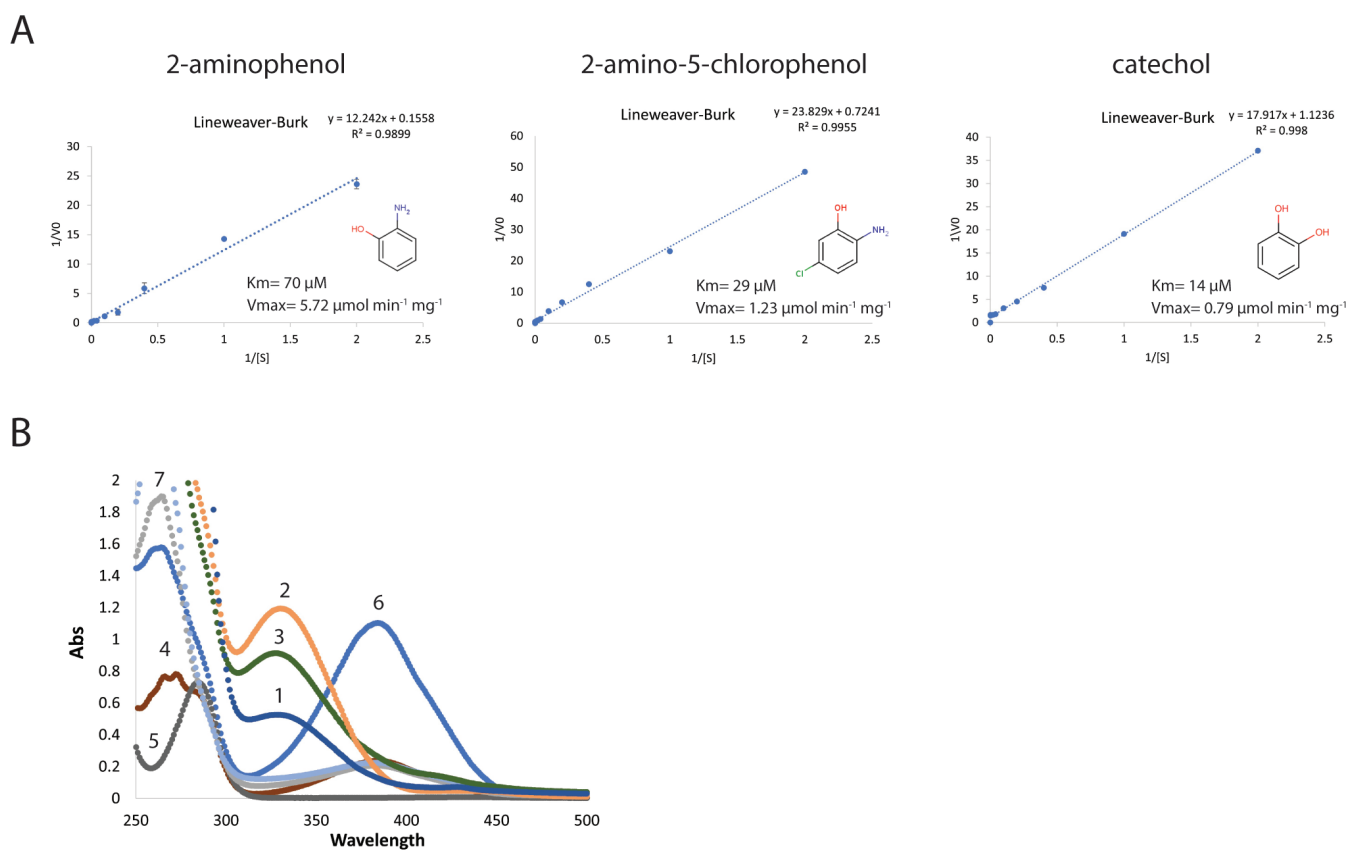 A
2-aminophenol
Lineweaver-Burk
y = 12.242x + 0.1558
R² = 0.9899
30
25
20
15
10
5
0
1/V0
NH₂
HO
Km= 70 µM
Vmax= 5.72 µmol min⁻¹ mg⁻¹
0 0.5 1 1.5 2 2.5
1/[S]
2-amino-5-chlorophenol
Lineweaver-Burk
y = 23.829x + 0.7241
R² = 0.9955
60
50
40
30
20
10
0
1/V0
OH
NH₂
Cl
Km= 29 µM
Vmax= 1.23 µmol min⁻¹ mg⁻¹
0 0.5 1 1.5 2 2.5
1/[S]
catechol
Lineweaver-Burk
y = 17.917x + 1.1236
R² = 0.998
40
35
30
25
20
15
10
5
0
1\V0
OH
OH
Km= 14 µM
Vmax= 0.79 µmol min⁻¹ mg⁻¹
0 0.5 1 1.5 2 2.5
1/[S]
B
2
1.8
1.6
1.4
1.2
1
0.8
0.6
0.4
0.2
0
Abs
7
2
6
3
4
1
5
250 300 350 400 450 500
Wavelength